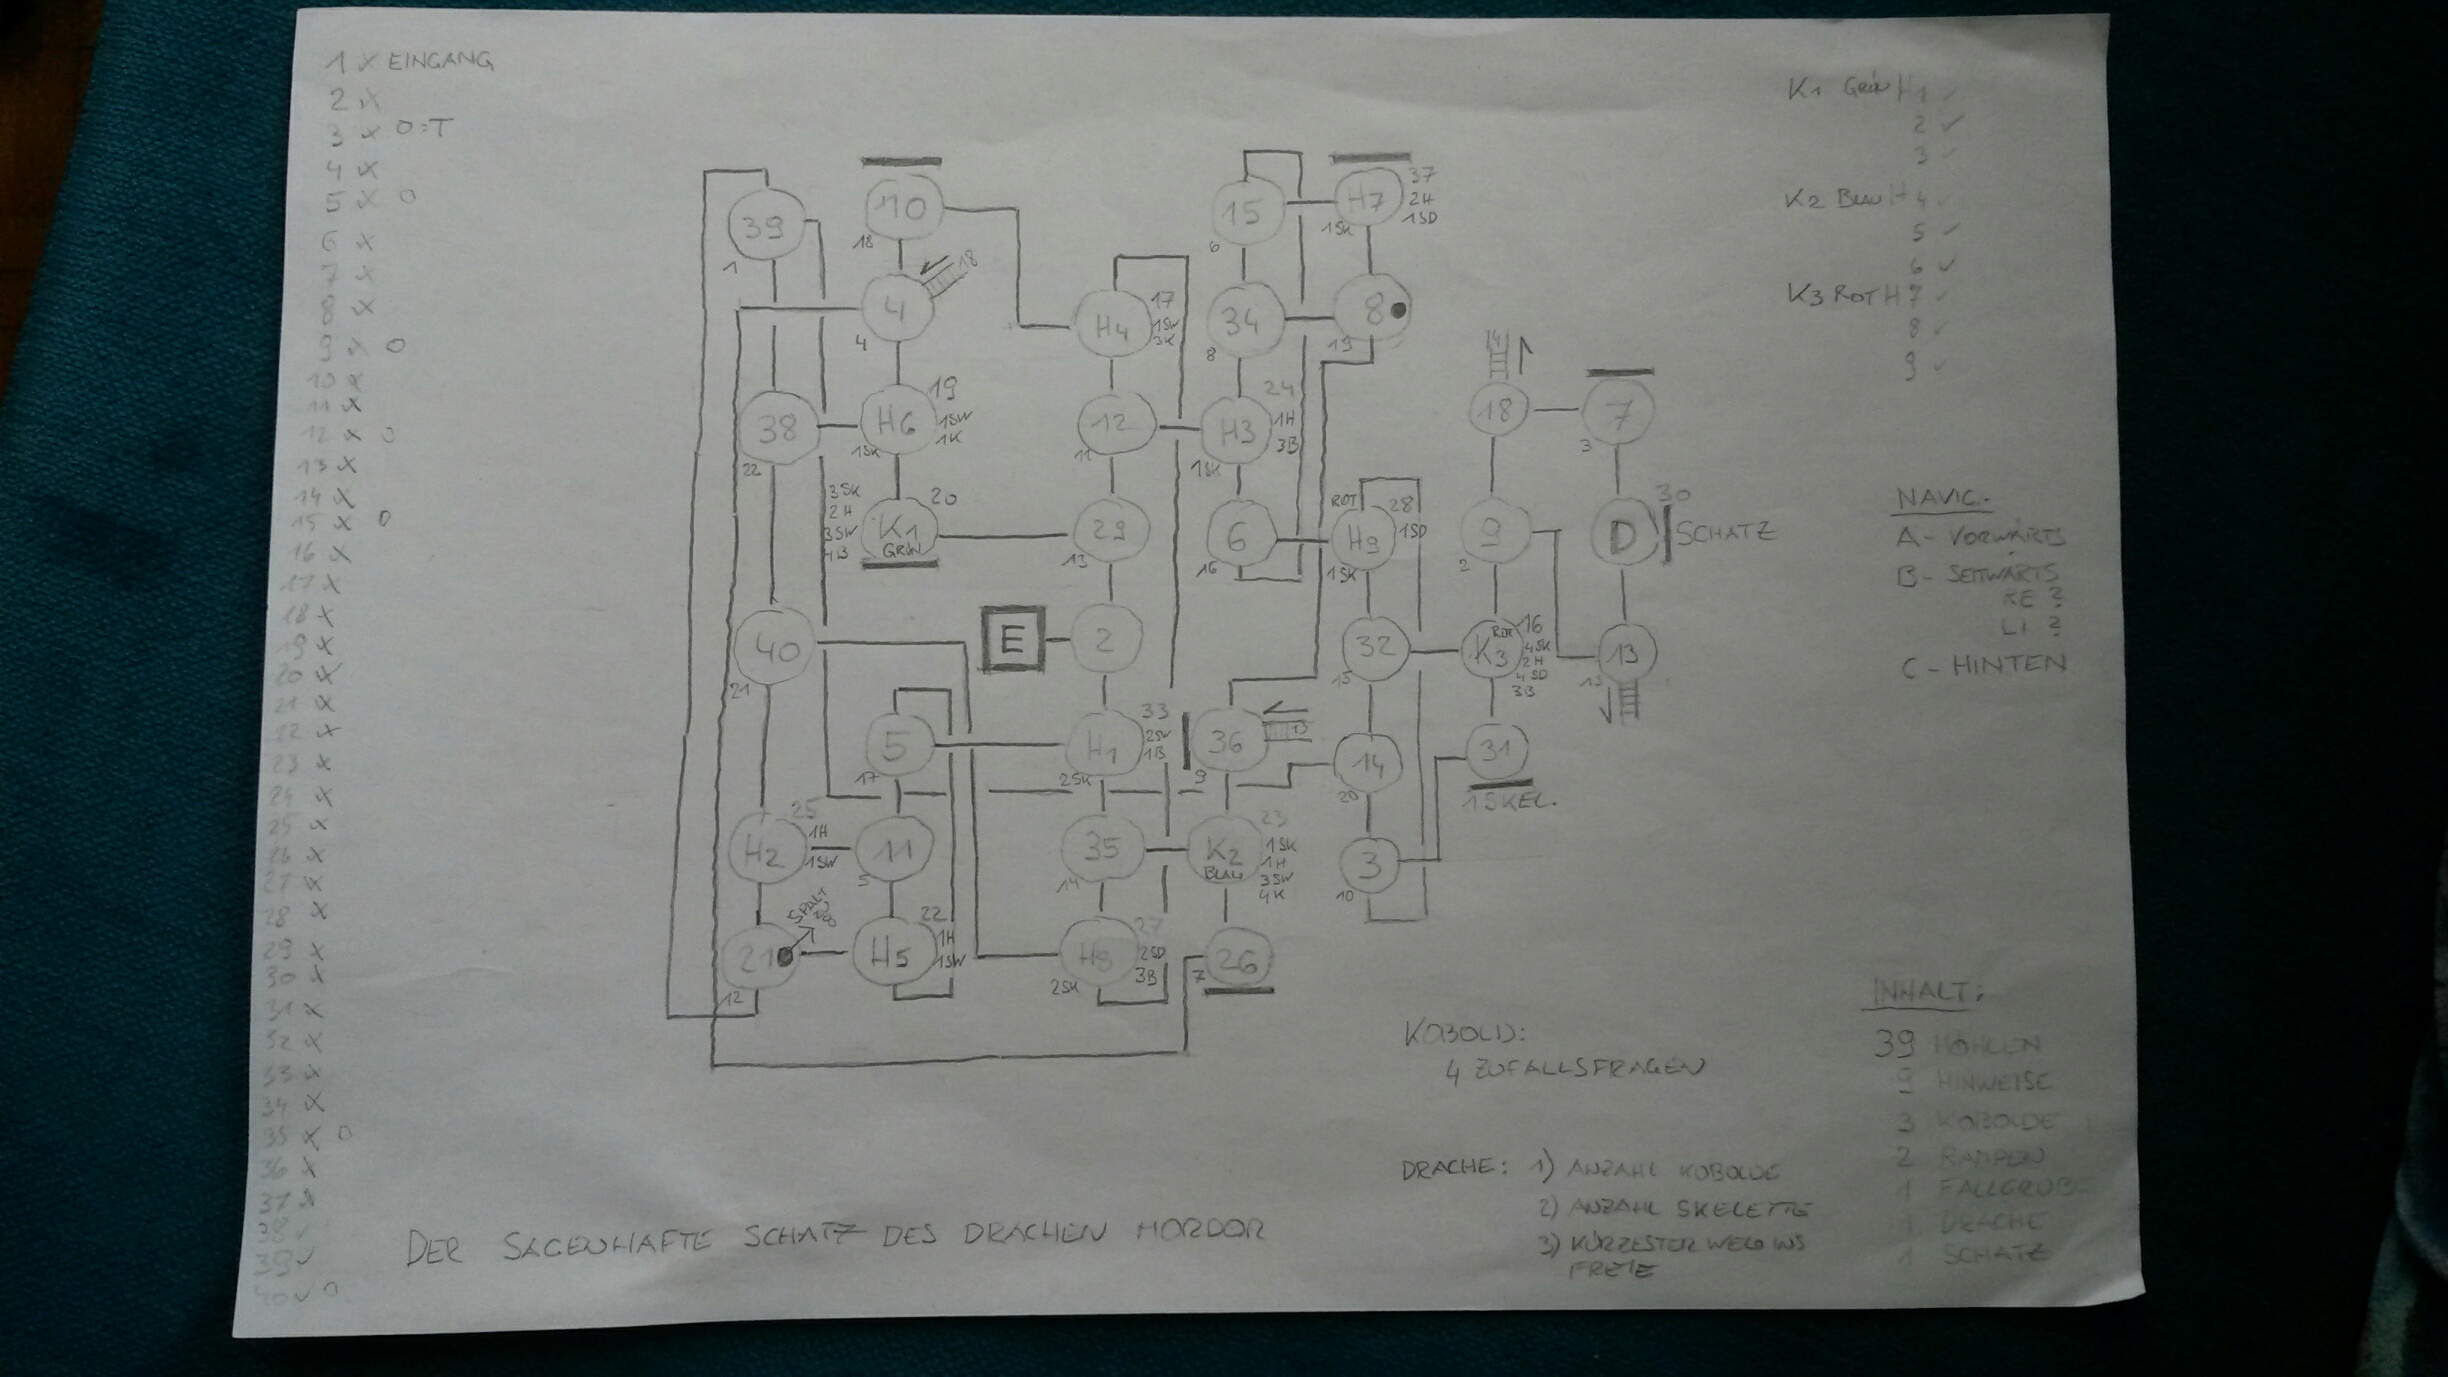 1 X EINGANG
2 X
3 X O=T
4 X
5 X O
6 X
7 X
8 X
9 X O
10 X
11 X
12 X O
13 X
14 X
15 X O
16 X
17 X
18 X
19 X
20 X
21 X
22 X
23 X
24 X
25 X
26 X
27 X
28 X
29 X
30 X
31 X
32 X
33 X
34 X
35 X O
36 X
37 X
38 ✓
39 ✓
40 ✓ O
39
1
10
18
4
4
18
38
22
H6
19
1SW
1K
1SK
K1
GRÜN
20
3SK
2H
3SW
4B
40
21
H2
25
1H
1SW
21
12
SPALT
28
5
17
11
5
H5
22
1H
1SW
H4
17
1SW
3K
12
11
29
13
E
2
H1
33
2SW
1B
2SK
35
14
H8
27
2SD
3B
2SK
15
6
34
8
H3
24
1H
3B
1SK
6
16
36
9
13
K2
BLAU
23
1SK
1H
3SW
4K
26
7
H7
37
2H
1SD
1SK
8
19
ROT
H9
28
1SD
1SK
32
15
14
20
3
10
14
18
9
2
K3
ROT
16
4SK
2H
4SD
3B
31
1 SKEL.
7
3
D
30
SCHATZ
13
K1 GRÜN H1 ✓
2 ✓
3 ✓
K2 BLAU H4 ✓
5 ✓
6 ✓
K3 ROT H7 ✓
8 ✓
9 ✓
NAVIG.
A - VORWÄRTS
B - SEITWÄRTS
RE ?
LI ?
C - HINTEN
INHALT:
39 HÖHLEN
9 HINWEISE
3 KOBOLDE
2 RAMPEN
1 FALLGRUBE
1 DRACHE
1 SCHATZ
KOBOLD:
4 ZUFALLSFRAGEN
DRACHE: 1) ANZAHL KOBOLDE
2) ANZAHL SKELETTE
3) KÜRZESTER WEG INS
FREIE
DER SAGENHAFTE SCHATZ DES DRACHEN MORDOR